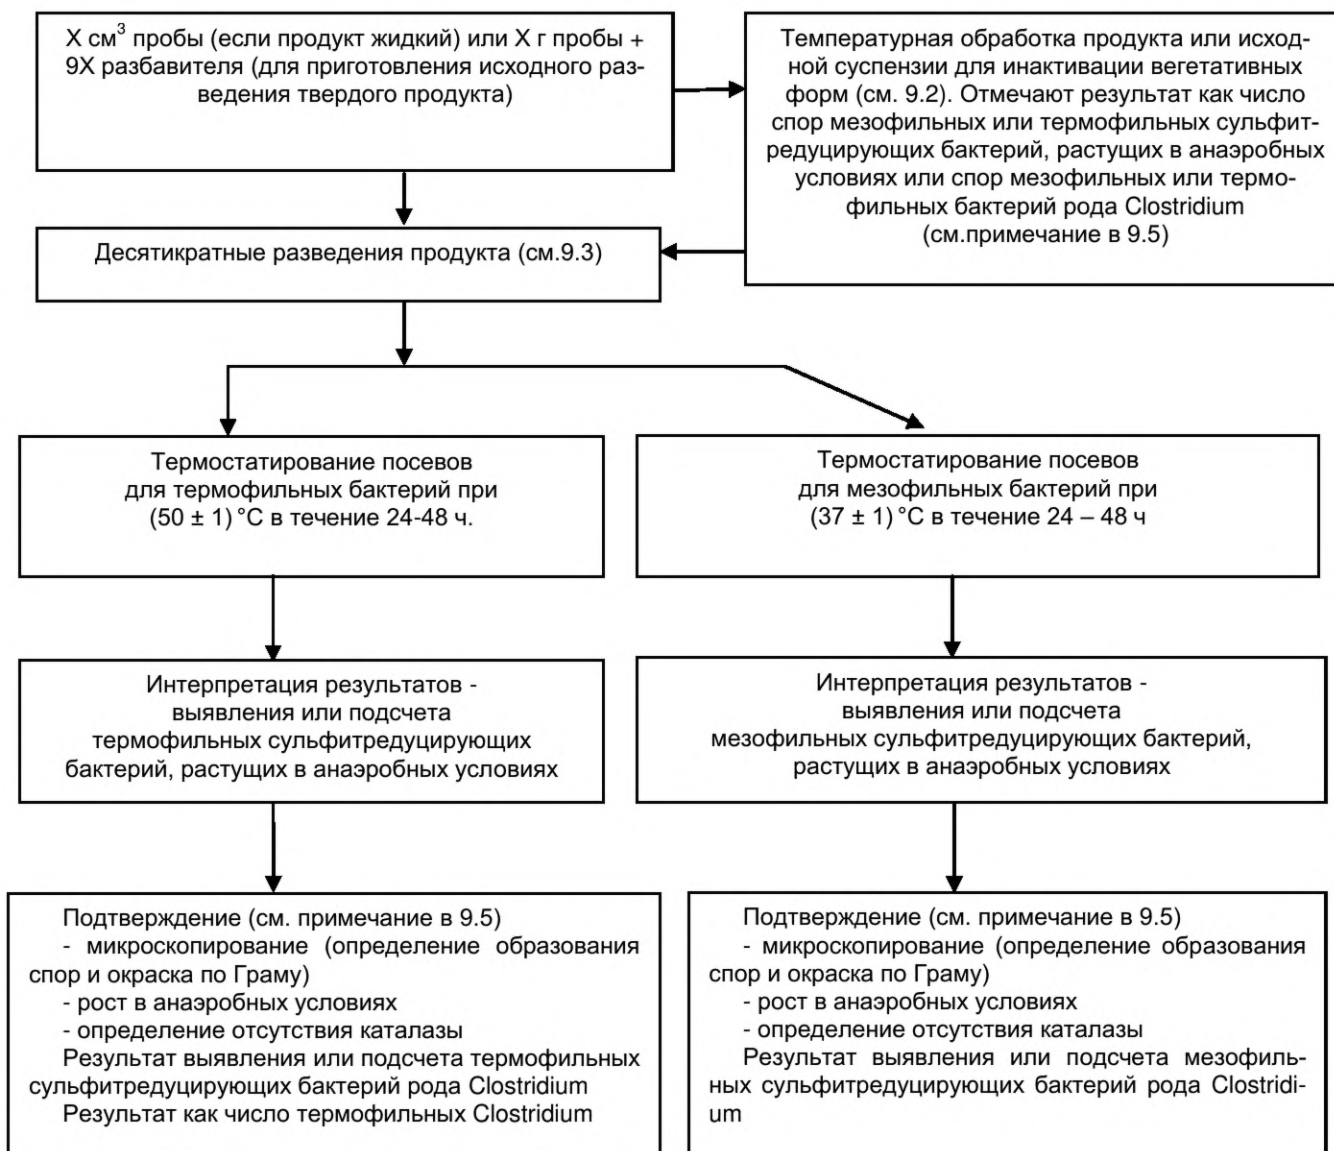 X см³ пробы (если продукт жидкий) или X г пробы +
9X разбавителя (для приготовления исходного раз-
ведения твердого продукта)
Температурная обработка продукта или исход-
ной суспензии для инактивации вегетативных
форм (см. 9.2). Отмечают результат как число
спор мезофильных или термофильных сульфит-
редуцирующих бактерий, растущих в анаэробных
условиях или спор мезофильных или термо-
фильных бактерий рода Clostridium
(см.примечание в 9.5)
Десятикратные разведения продукта (см.9.3)
Термостатирование посевов
для термофильных бактерий при
(50 ± 1) °С в течение 24-48 ч.
Термостатирование посевов
для мезофильных бактерий при
(37 ± 1) °С в течение 24 – 48 ч
Интерпретация результатов -
выявления или подсчета
термофильных сульфитредуцирующих
бактерий, растущих в анаэробных условиях
Интерпретация результатов -
выявления или подсчета
мезофильных сульфитредуцирующих бактерий,
растущих в анаэробных условиях
Подтверждение (см. примечание в 9.5)
- микроскопирование (определение образования
спор и окраска по Граму)
- рост в анаэробных условиях
- определение отсутствия каталазы
Результат выявления или подсчета термофильных
сульфитредуцирующих бактерий рода Clostridium
Результат как число термофильных Clostridium
Подтверждение (см. примечание в 9.5)
- микроскопирование (определение образования
спор и окраска по Граму)
- рост в анаэробных условиях
- определение отсутствия каталазы
Результат выявления или подсчета мезофиль-
ных сульфитредуцирующих бактерий рода Clostridi-
um